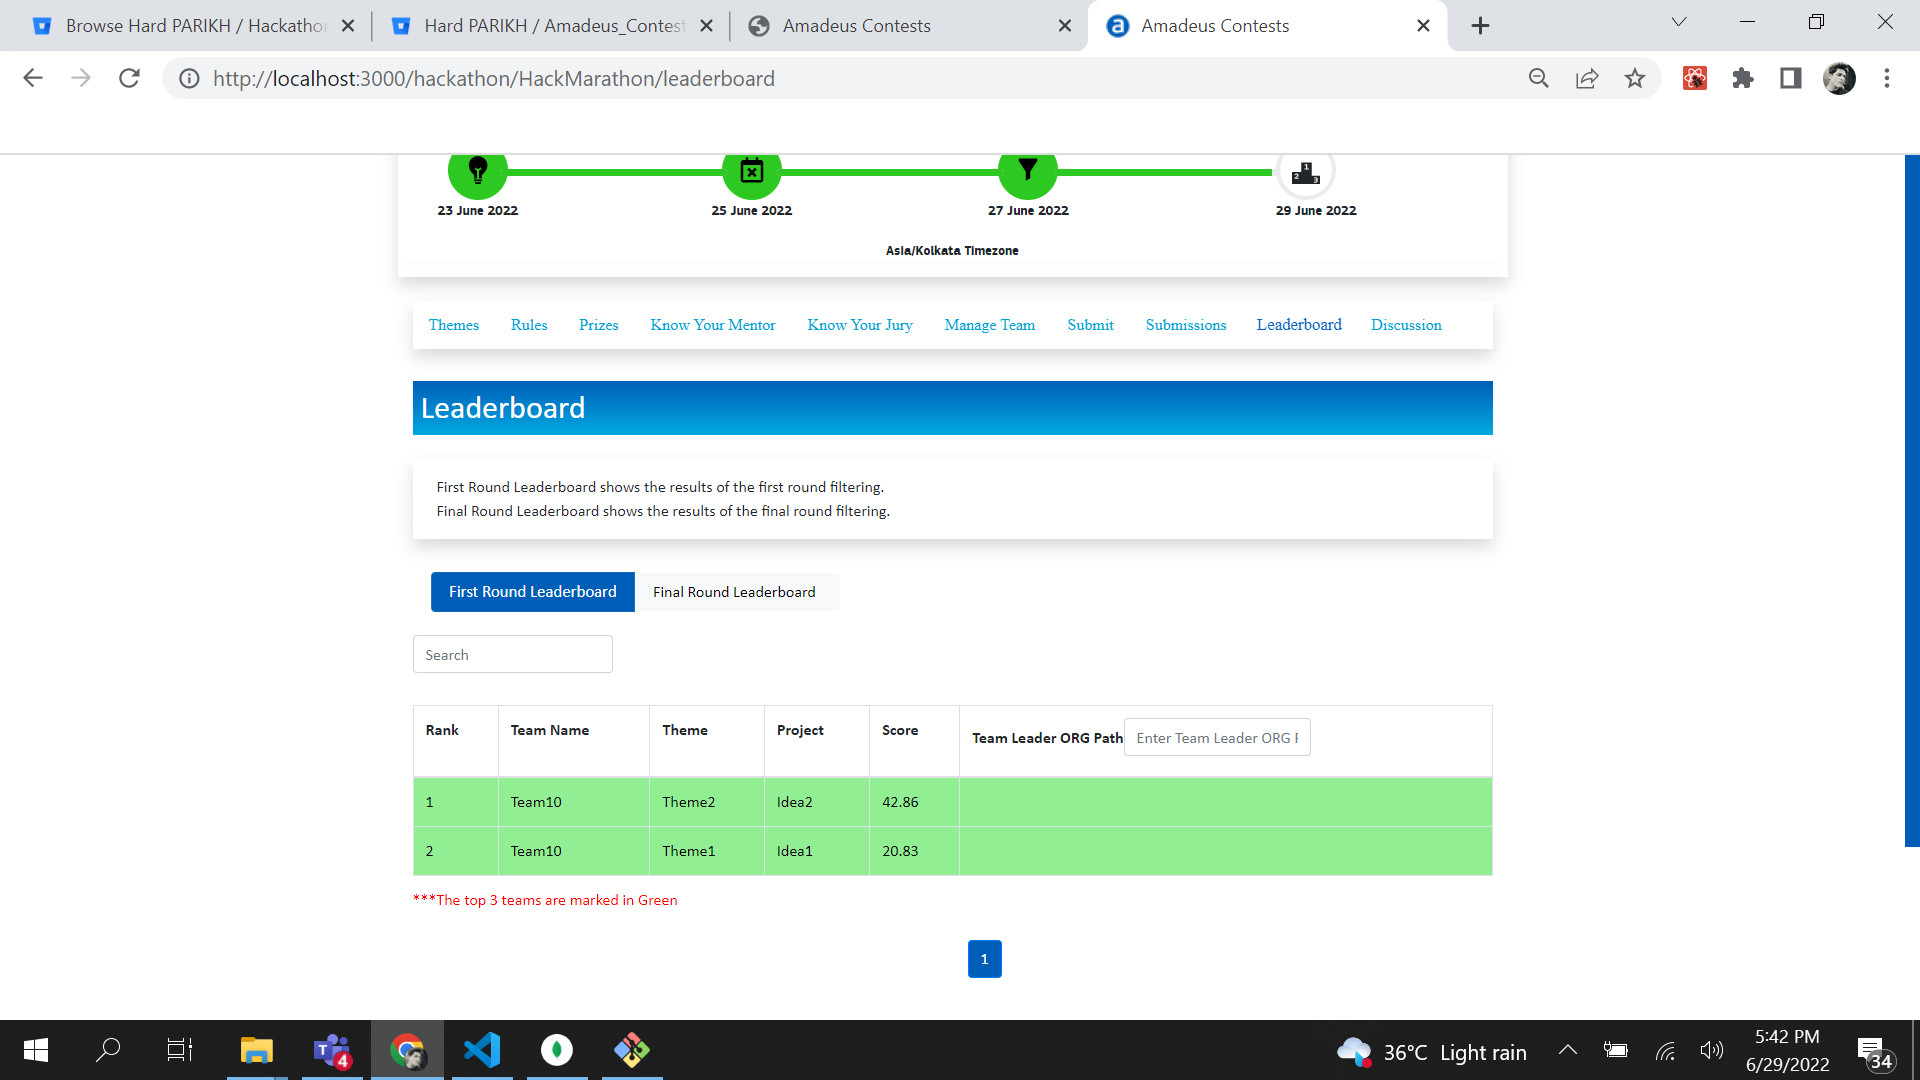 Browse Hard PARIKH / Hackathor
Hard PARIKH / Amadeus_Contest
Amadeus Contests
Amadeus Contests
http://localhost:3000/hackathon/HackMarathon/leaderboard
23 June 2022
25 June 2022
27 June 2022
29 June 2022
Asia/Kolkata Timezone
Themes Rules Prizes Know Your Mentor Know Your Jury Manage Team Submit Submissions Leaderboard Discussion
Leaderboard
First Round Leaderboard shows the results of the first round filtering.
Final Round Leaderboard shows the results of the final round filtering.
First Round Leaderboard Final Round Leaderboard
Search
Rank Team Name Theme Project Score Team Leader ORG Path Enter Team Leader ORG
1 Team10 Theme2 Idea2 42.86
2 Team10 Theme1 Idea1 20.83
***The top 3 teams are marked in Green
1
36°C Light rain
5:42 PM
6/29/2022
4
34